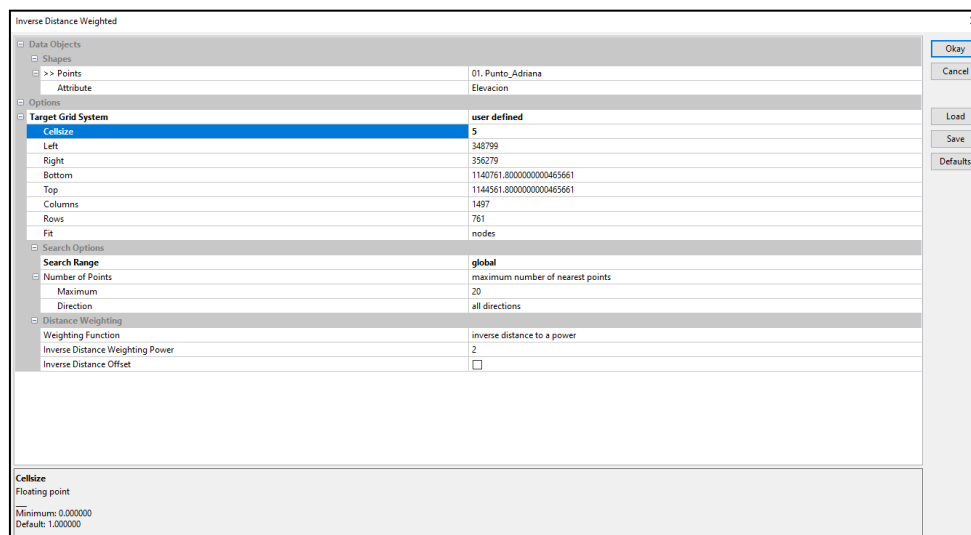 Inverse Distance Weighted
Data Objects
Shapes
>> Points 01. Punto_Adriana
Attribute Elevacion
Options
Target Grid System user defined
Cellsize 5
Left 348799
Right 356279
Bottom 1140761.8000000000465661
Top 1144561.8000000000465661
Columns 1497
Rows 761
Fit nodes
Search Options
Search Range global
Number of Points maximum number of nearest points
Maximum 20
Direction all directions
Distance Weighting
Weighting Function inverse distance to a power
Inverse Distance Weighting Power 2
Inverse Distance Offset
Okay
Cancel
Load
Save
Defaults
Cellsize
Floating point
__
Minimum: 0.000000
Default: 1.000000